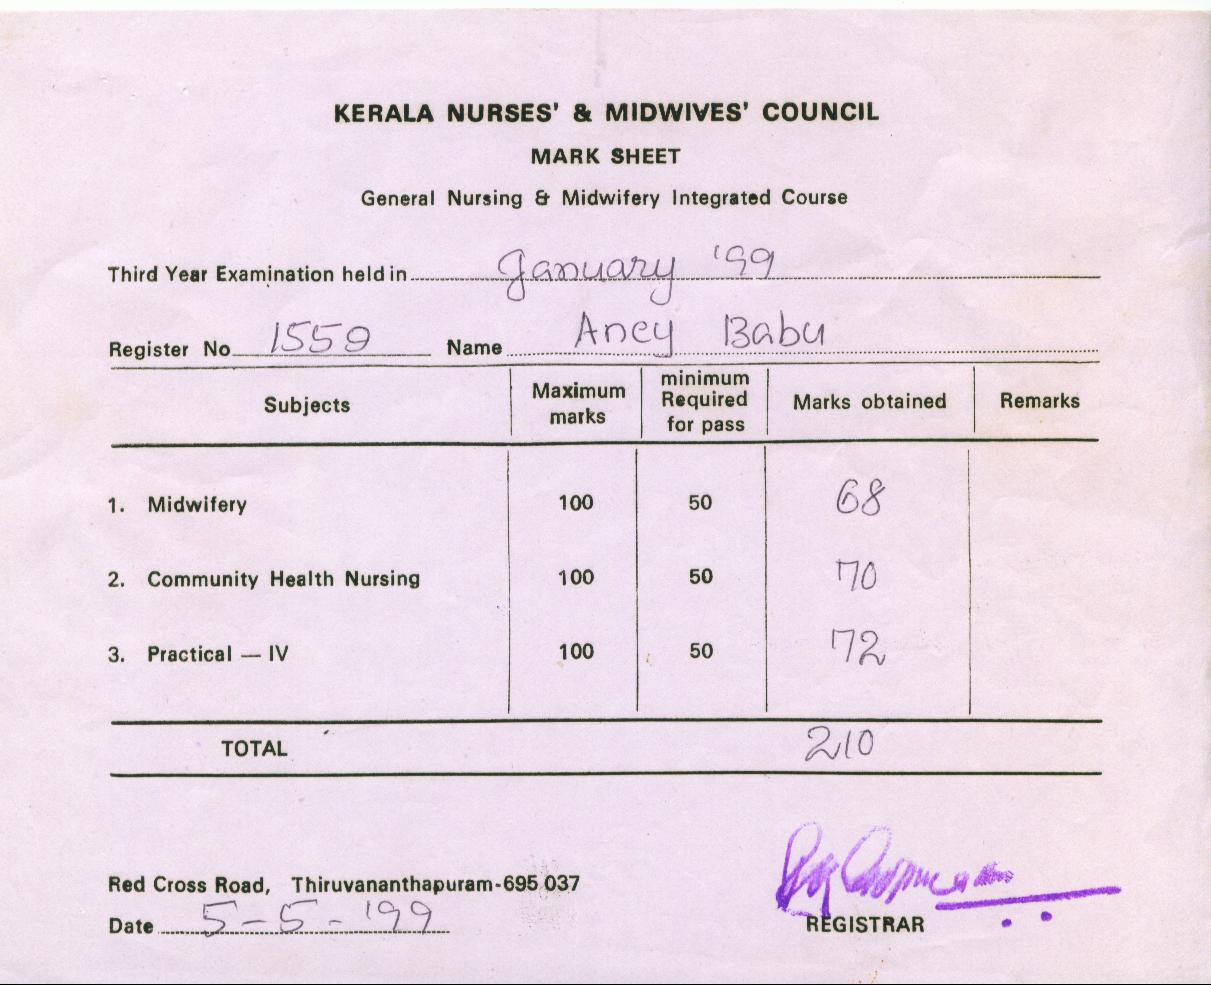 KERALA NURSES' & MIDWIVES' COUNCIL
MARK SHEET
General Nursing & Midwifery Integrated Course
Third Year Examination held in January '99
Register No 1559 Name Aney Babu
Subjects Maximum marks minimum Required for pass Marks obtained Remarks
1. Midwifery 100 50 68
2. Community Health Nursing 100 50 70
3. Practical — IV 100 50 72
TOTAL 210
Red Cross Road, Thiruvananthapuram-695 037
Date 5-5-'99 REGISTRAR